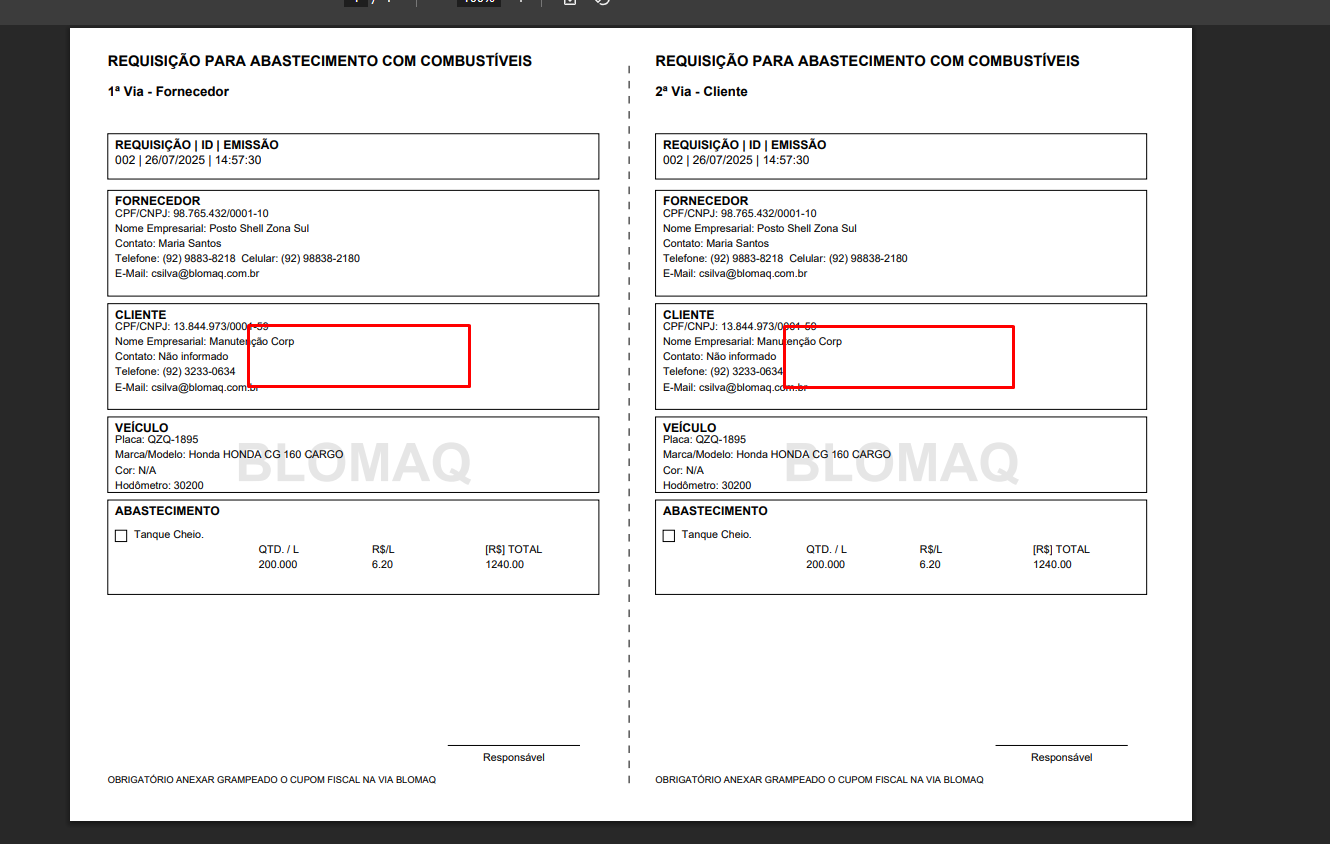 REQUISIÇÃO PARA ABASTECIMENTO COM COMBUSTÍVEIS
1ª Via - Fornecedor
REQUISIÇÃO | ID | EMISSÃO
002 | 26/07/2025 | 14:57:30
FORNECEDOR
CPF/CNPJ: 98.765.432/0001-10
Nome Empresarial: Posto Shell Zona Sul
Contato: Maria Santos
Telefone: (92) 9883-8218 Celular: (92) 98838-2180
E-Mail: csilva@blomaq.com.br
CLIENTE
CPF/CNPJ: 13.844.973/0001-59
Nome Empresarial: Manutenção Corp
Contato: Não informado
Telefone: (92) 3233-0634
E-Mail: csilva@blomaq.com.br
VEÍCULO
Placa: QZQ-1895
Marca/Modelo: Honda HONDA CG 160 CARGO
Cor: N/A
BLOMAQ
Hodômetro: 30200
ABASTECIMENTO
Tanque Cheio.
QTD. / L R$/L [R$] TOTAL
200.000 6.20 1240.00
Responsável
OBRIGATÓRIO ANEXAR GRAMPEADO O CUPOM FISCAL NA VIA BLOMAQ
REQUISIÇÃO PARA ABASTECIMENTO COM COMBUSTÍVEIS
2ª Via - Cliente
REQUISIÇÃO | ID | EMISSÃO
002 | 26/07/2025 | 14:57:30
FORNECEDOR
CPF/CNPJ: 98.765.432/0001-10
Nome Empresarial: Posto Shell Zona Sul
Contato: Maria Santos
Telefone: (92) 9883-8218 Celular: (92) 98838-2180
E-Mail: csilva@blomaq.com.br
CLIENTE
CPF/CNPJ: 13.844.973/0001-59
Nome Empresarial: Manutenção Corp
Contato: Não informado
Telefone: (92) 3233-0634
E-Mail: csilva@blomaq.com.br
VEÍCULO
Placa: QZQ-1895
Marca/Modelo: Honda HONDA CG 160 CARGO
Cor: N/A
BLOMAQ
Hodômetro: 30200
ABASTECIMENTO
Tanque Cheio.
QTD. / L R$/L [R$] TOTAL
200.000 6.20 1240.00
Responsável
OBRIGATÓRIO ANEXAR GRAMPEADO O CUPOM FISCAL NA VIA BLOMAQ